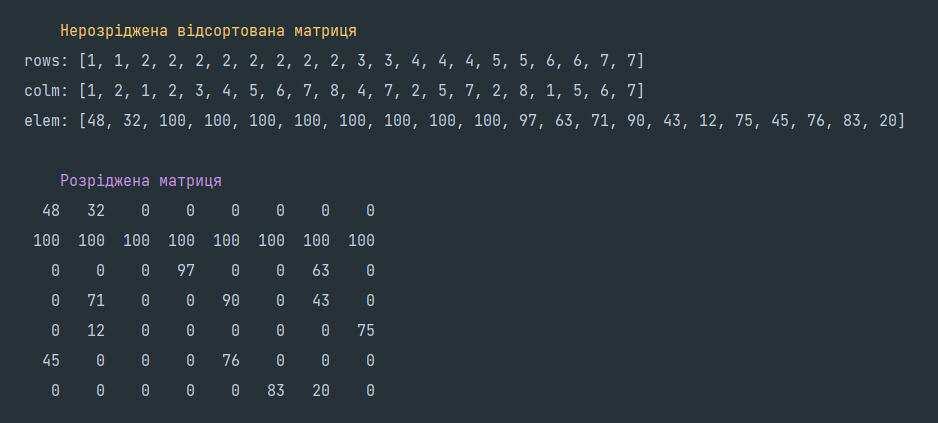 Нерозріджена відсортована матриця
rows: [1, 1, 2, 2, 2, 2, 2, 2, 2, 2, 3, 3, 4, 4, 4, 5, 5, 6, 6, 7, 7]
colm: [1, 2, 1, 2, 3, 4, 5, 6, 7, 8, 4, 7, 2, 5, 7, 2, 8, 1, 5, 6, 7]
elem: [48, 32, 100, 100, 100, 100, 100, 100, 100, 100, 97, 63, 71, 90, 43, 12, 75, 45, 76, 83, 20]
Розріджена матриця
48 32 0 0 0 0 0 0
100 100 100 100 100 100 100 100
0 0 0 97 0 0 63 0
0 71 0 0 90 0 43 0
0 12 0 0 0 0 0 75
45 0 0 0 76 0 0 0
0 0 0 0 0 83 20 0